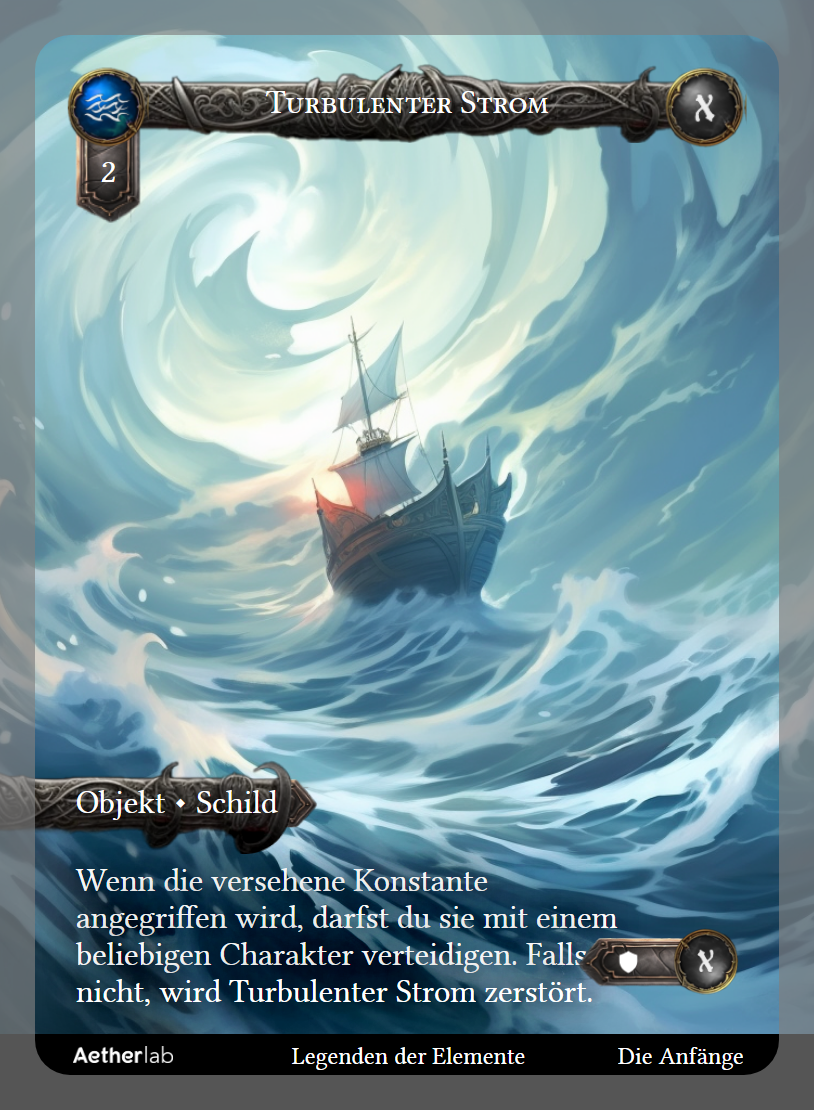 Turbulenter Strom
א
2
Objekt • Schild
Wenn die versehene Konstante
angegriffen wird, darfst du sie mit einem
beliebigen Charakter verteidigen. Falls
nicht, wird Turbulenter Strom zerstört.
א
Aetherlab
Legenden der Elemente
Die Anfänge